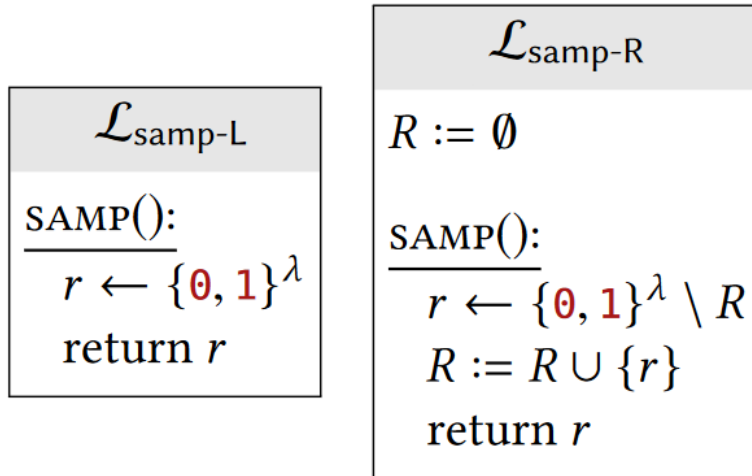 𝓛samp-L
SAMP():
r ← {0, 1}^λ
return r
𝓛samp-R
R := ∅
SAMP():
r ← {0, 1}^λ \ R
R := R ∪ {r}
return r